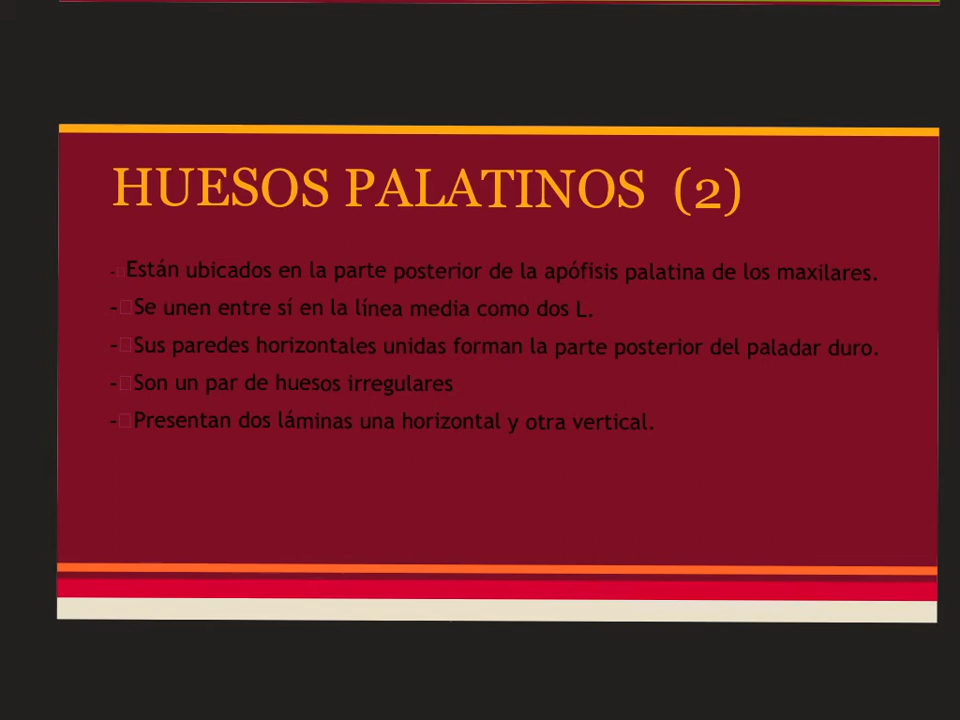 HUESOS PALATINOS (2)
- Están ubicados en la parte posterior de la apófisis palatina de los maxilares.
- Se unen entre sí en la línea media como dos L.
- Sus paredes horizontales unidas forman la parte posterior del paladar duro.
- Son un par de huesos irregulares
- Presentan dos láminas una horizontal y otra vertical.